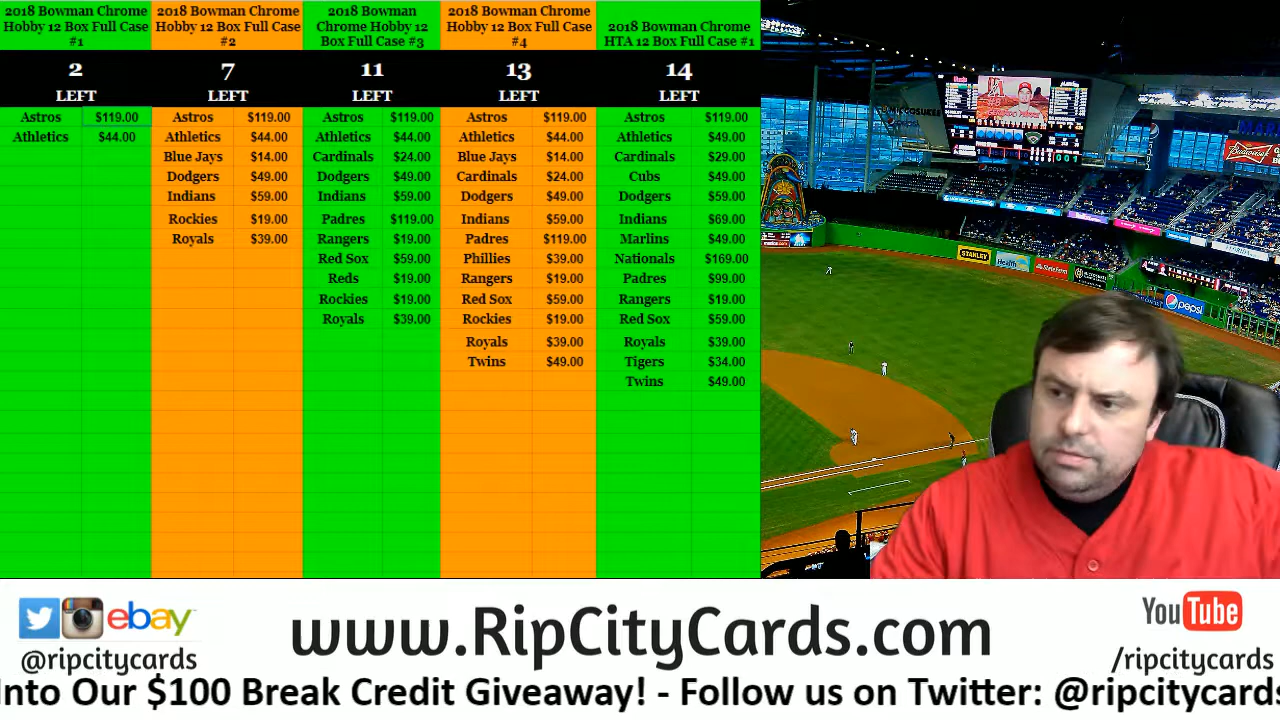 2018 Bowman Chrome
Hobby 12 Box Full Case
#1
2
LEFT
Astros $119.00
Athletics $44.00
2018 Bowman Chrome
Hobby 12 Box Full Case
#2
7
LEFT
Astros $119.00
Athletics $44.00
Blue Jays $14.00
Dodgers $49.00
Indians $59.00
Rockies $19.00
Royals $39.00
2018 Bowman
Chrome Hobby 12
Box Full Case #3
11
LEFT
Astros $119.00
Athletics $44.00
Cardinals $24.00
Dodgers $49.00
Indians $59.00
Padres $119.00
Rangers $19.00
Red Sox $59.00
Reds $19.00
Rockies $19.00
Royals $39.00
2018 Bowman Chrome
Hobby 12 Box Full Case
#4
13
LEFT
Astros $119.00
Athletics $44.00
Blue Jays $14.00
Cardinals $24.00
Dodgers $49.00
Indians $59.00
Padres $119.00
Phillies $39.00
Rangers $19.00
Red Sox $59.00
Rockies $19.00
Royals $39.00
Twins $49.00
2018 Bowman Chrome
HTA 12 Box Full Case #1
14
LEFT
Astros $119.00
Athletics $49.00
Cardinals $29.00
Cubs $49.00
Dodgers $59.00
Indians $69.00
Marlins $49.00
Nationals $169.00
Padres $99.00
Rangers $19.00
Red Sox $59.00
Royals $39.00
Tigers $34.00
Twins $49.00
Budweiser
STANLEY
Health
State Farm
pepsi
ebay
@ripcitycards
www.RipCityCards.com
YouTube
/ripcitycards
Into Our $100 Break Credit Giveaway! - Follow us on Twitter: @ripcitycards